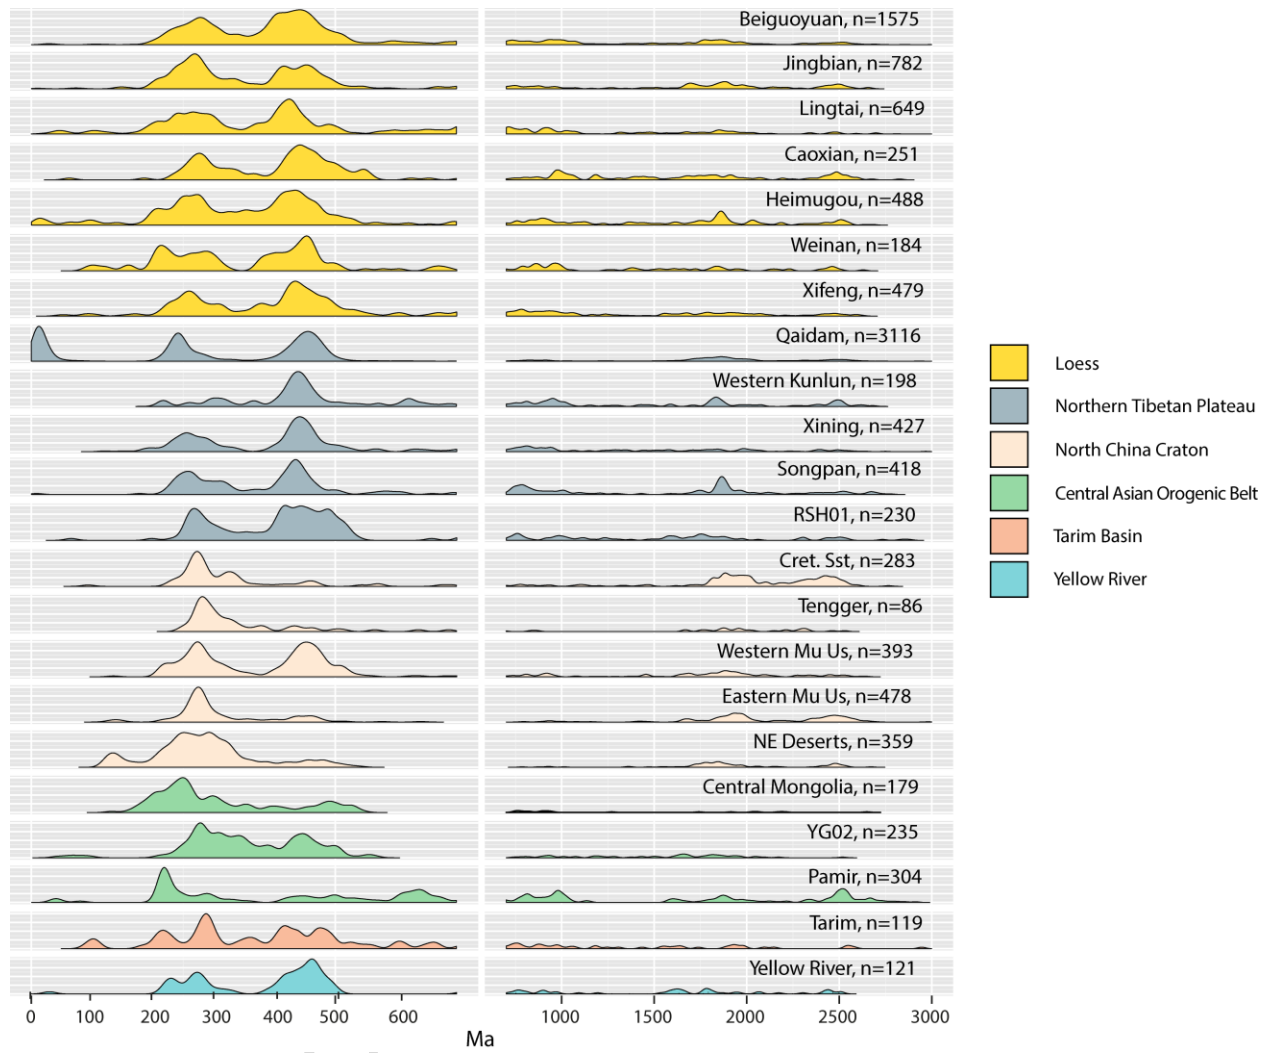 Beiguoyuan, n=1575
Jingbian, n=782
Lingtai, n=649
Caoxian, n=251
Heimugou, n=488
Weinan, n=184
Xifeng, n=479
Qaidam, n=3116
Western Kunlun, n=198
Xining, n=427
Songpan, n=418
RSH01, n=230
Cret. Sst, n=283
Tengger, n=86
Western Mu Us, n=393
Eastern Mu Us, n=478
NE Deserts, n=359
Central Mongolia, n=179
YG02, n=235
Pamir, n=304
Tarim, n=119
Yellow River, n=121
0 100 200 300 400 500 600 1000 1500 2000 2500 3000
Ma
Loess
Northern Tibetan Plateau
North China Craton
Central Asian Orogenic Belt
Tarim Basin
Yellow River